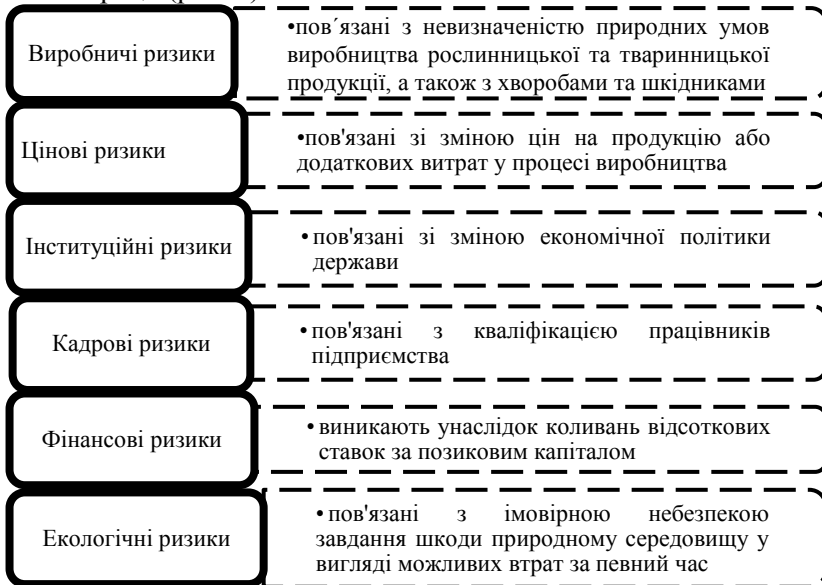 Виробничі ризики
•пов´язані з невизначеністю природних умов
виробництва рослинницької та тваринницької
продукції, а також з хворобами та шкідниками
Цінові ризики
•пов'язані зі зміною цін на продукцію або
додаткових витрат у процесі виробництва
Інституційні ризики
•пов'язані зі зміною економічної політики
держави
Кадрові ризики
•пов'язані з кваліфікацією працівників
підприємства
Фінансові ризики
•виникають унаслідок коливань відсоткових
ставок за позиковим капіталом
Екологічні ризики
•пов'язані з імовірною небезпекою
завдання шкоди природному середовищу у
вигляді можливих втрат за певний час